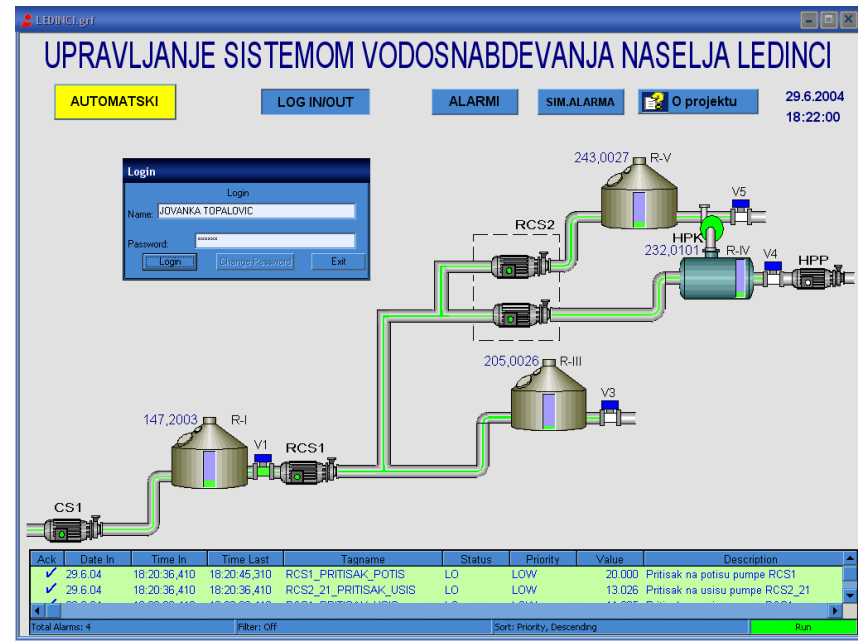 LEDINCI.grf
UPRAVLJANJE SISTEMOM VODOSNABDEVANJA NASELJA LEDINCI
AUTOMATSKI
LOG IN/OUT
ALARMI
SIM.ALARMA
O projektu
29.6.2004
18:22:00
Login
Login
Name: JOVANKA TOPALOVIC
Password: xxxxxxx
Login Change Password Exit
243,0027 R-V
V5
RCS2
HPK
232,0101 R-IV V4 HPP
205,0026 R-III
V3
147,2003 R-I
V1 RCS1
CS1
Ack Date In Time In Time Last Tagname Status Priority Value Description
29.6.04 18:20:36,410 18:20:45,310 RCS1_PRITISAK_POTIS LO LOW 20.000 Pritisak na potisu pumpe RCS1
29.6.04 18:20:36,410 18:20:36,410 RCS2_21_PRITISAK_USIS LO LOW 13.026 Pritisak na usisu pumpe RCS2_21
Total Alarms: 4 Filter: Off Sort: Priority, Descending Run